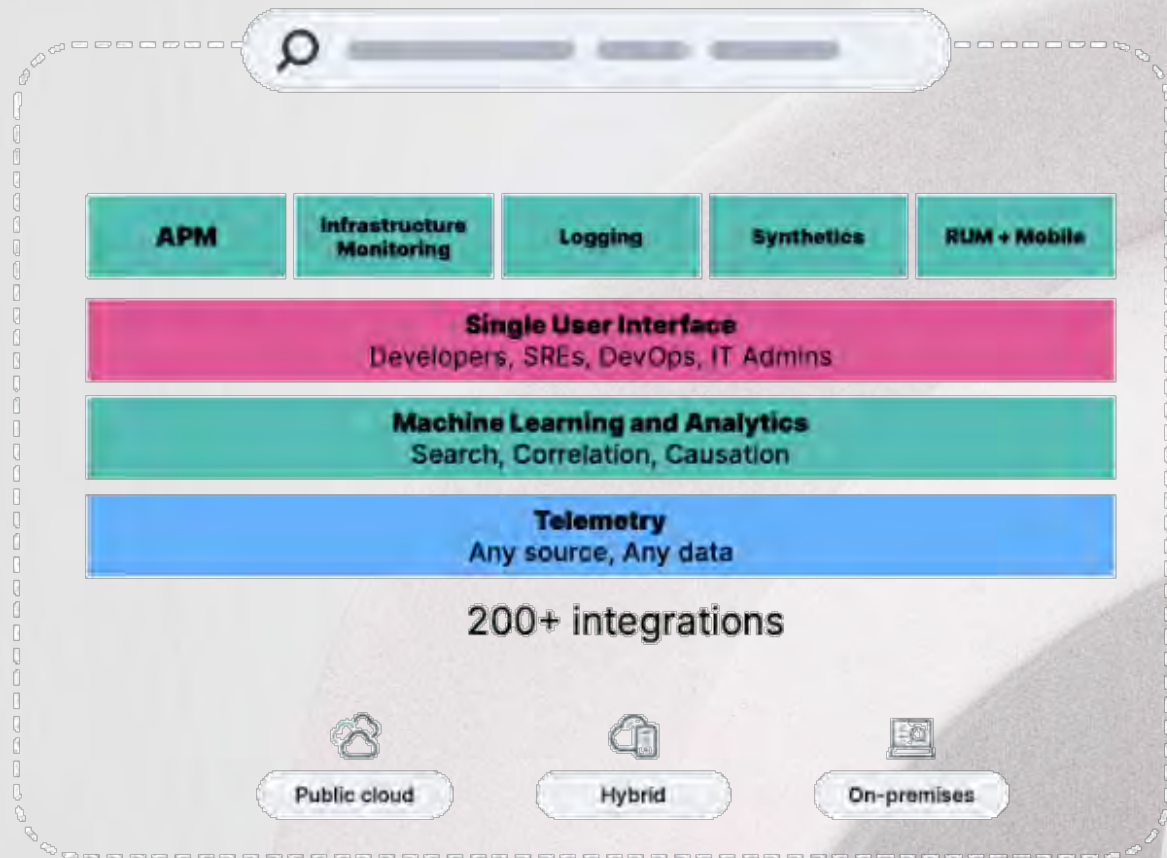 APM
Infrastructure
Monitoring
Logging
Synthetics
RUM + Mobile
Single User Interface
Developers, SREs, DevOps, IT Admins
Machine Learning and Analytics
Search, Correlation, Causation
Telemetry
Any source, Any data
200+ integrations
Public cloud
Hybrid
On-premises